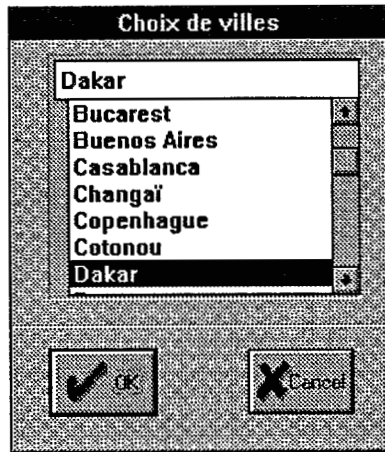 Choix de villes
Dakar
Bucarest
Buenos Aires
Casablanca
Changaï
Copenhague
Cotonou
Dakar
OK
Cancel